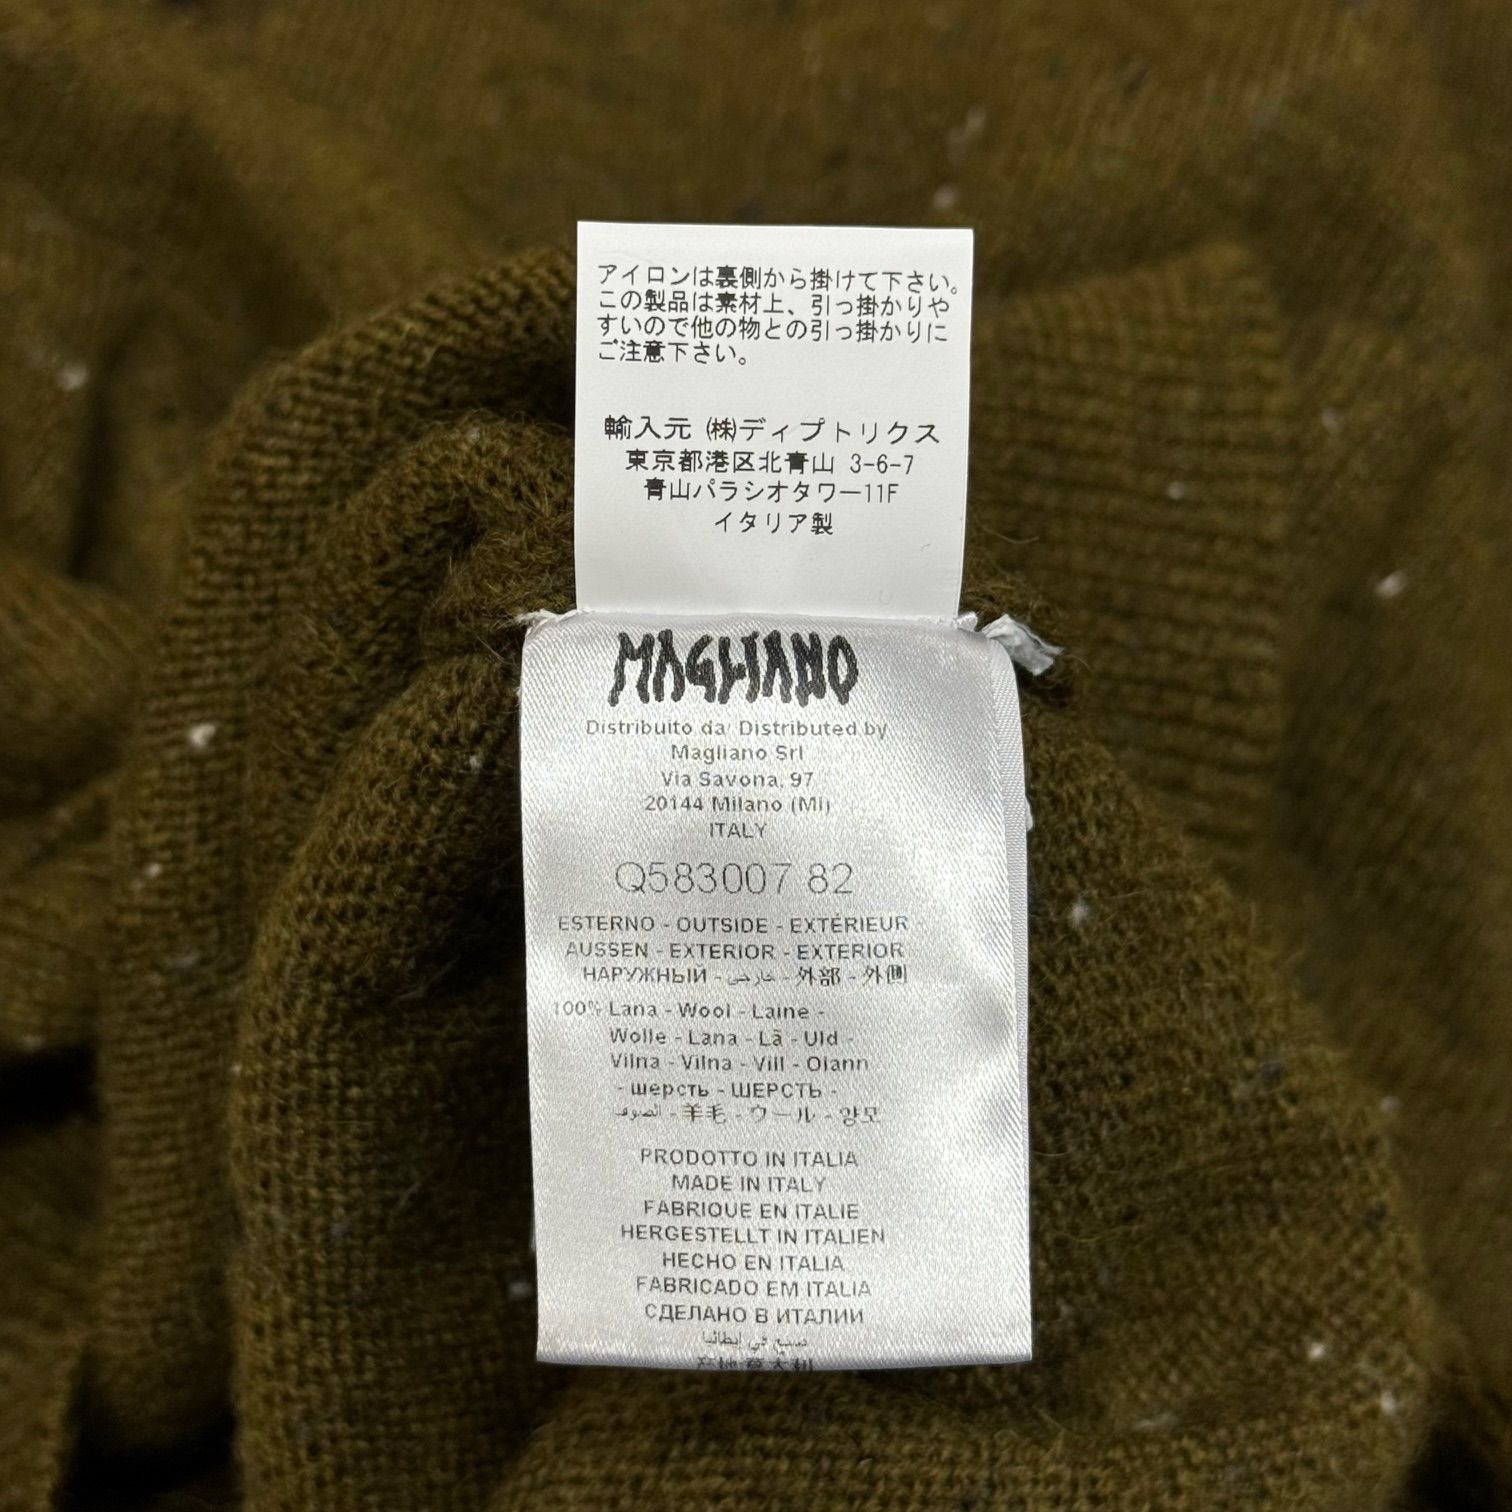 アイロンは裏側から掛けて下さい。
この製品は素材上、引っ掛かりや
すいので他の物との引っ掛かりに
ご注意下さい。
輸入元 ㈱ディプトリクス
東京都港区北青山 3-6-7
青山パラシオタワー11F
イタリア製
MAGLIANO
Distribuito da/ Distributed by
Magliano Srl
Via Savona, 97
20144 Milano (MI)
ITALY
Q583007 82
ESTERNO - OUTSIDE - EXTÉRIEUR -
AUSSEN - EXTERIOR - EXTERIOR
НАРУЖНЫЙ - خارجي - 外部 - 外面
100% Lana - Wool - Laine -
Wolle - Lana - Lã - Uld -
Vilna - Vilna - Vill - Olann
- шерсть - ШЕРСТЬ -
الصوف - 羊毛 - ウール - 양모
PRODOTTO IN ITALIA
MADE IN ITALY
FABRIQUE EN ITALIE
HERGESTELLT IN ITALIEN
HECHO EN ITALIA
FABRICADO EM ITALIA
СДЕЛАНО В ИТАЛИИ
في إيطاليا